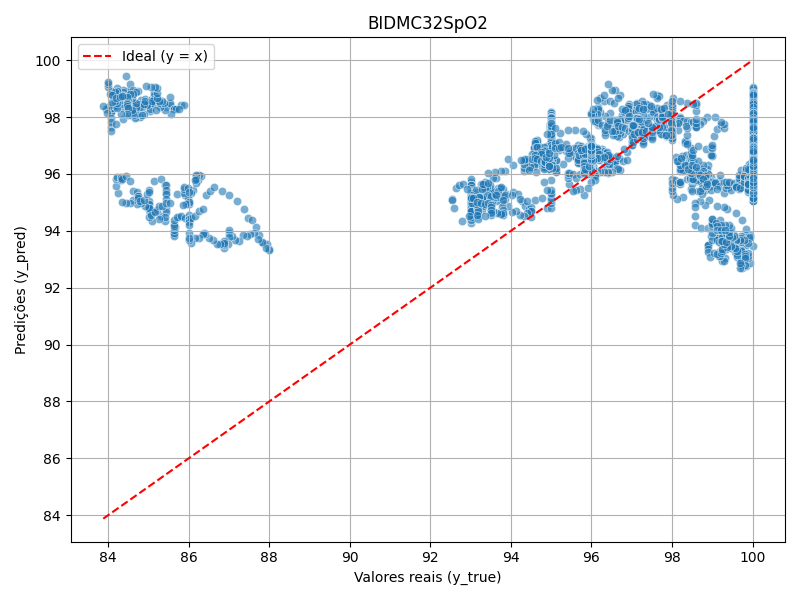 BIDMC32SpO2
Ideal (y = x)
Predições (y_pred)
100
98
96
94
92
90
88
86
84
84 86 88 90 92 94 96 98 100
Valores reais (y_true)